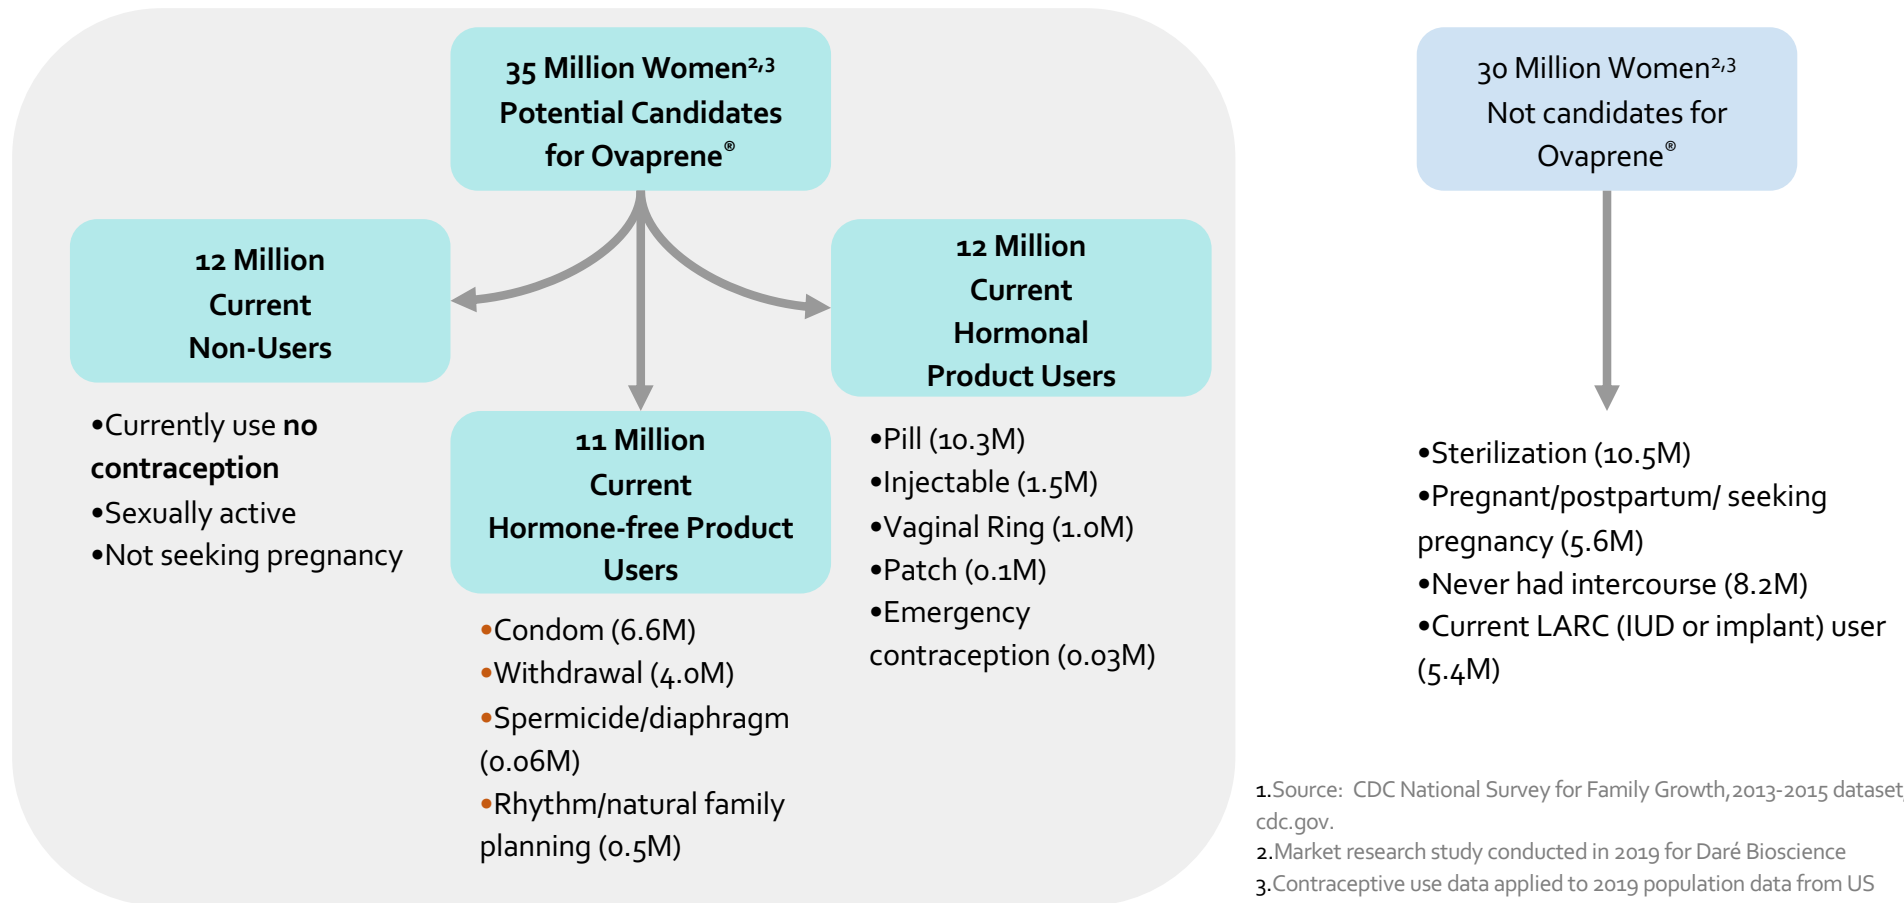 35 Million Women²,³
Potential Candidates
for Ovaprene®
30 Million Women²,³
Not candidates for
Ovaprene®
12 Million
Current
Non-Users
•Currently use no
contraception
•Sexually active
•Not seeking pregnancy
11 Million
Current
Hormone-free Product
Users
•Condom (6.6M)
•Withdrawal (4.0M)
•Spermicide/diaphragm
(0.06M)
•Rhythm/natural family
planning (0.5M)
12 Million
Current
Hormonal
Product Users
•Pill (10.3M)
•Injectable (1.5M)
•Vaginal Ring (1.0M)
•Patch (0.1M)
•Emergency
contraception (0.03M)
•Sterilization (10.5M)
•Pregnant/postpartum/ seeking
pregnancy (5.6M)
•Never had intercourse (8.2M)
•Current LARC (IUD or implant) user
(5.4M)
1.Source: CDC National Survey for Family Growth,2013-2015 dataset,
cdc.gov.
2.Market research study conducted in 2019 for Daré Bioscience
3.Contraceptive use data applied to 2019 population data from US